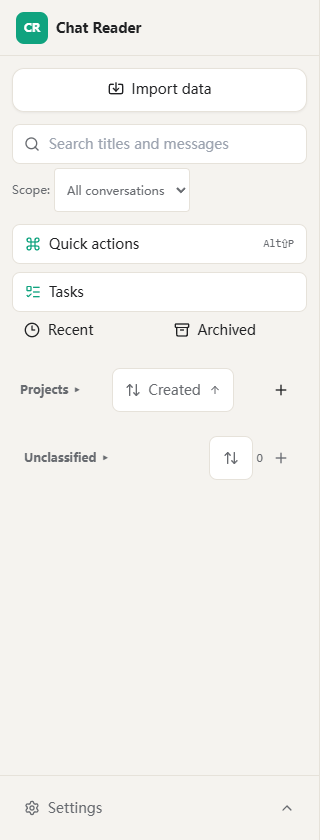 CR Chat Reader
Import data
Search titles and messages
Scope: All conversations
Quick actions Alt⇧P
Tasks
Recent Archived
Projects ▸ Created ↑ +
Unclassified ▸ 0 +
Settings